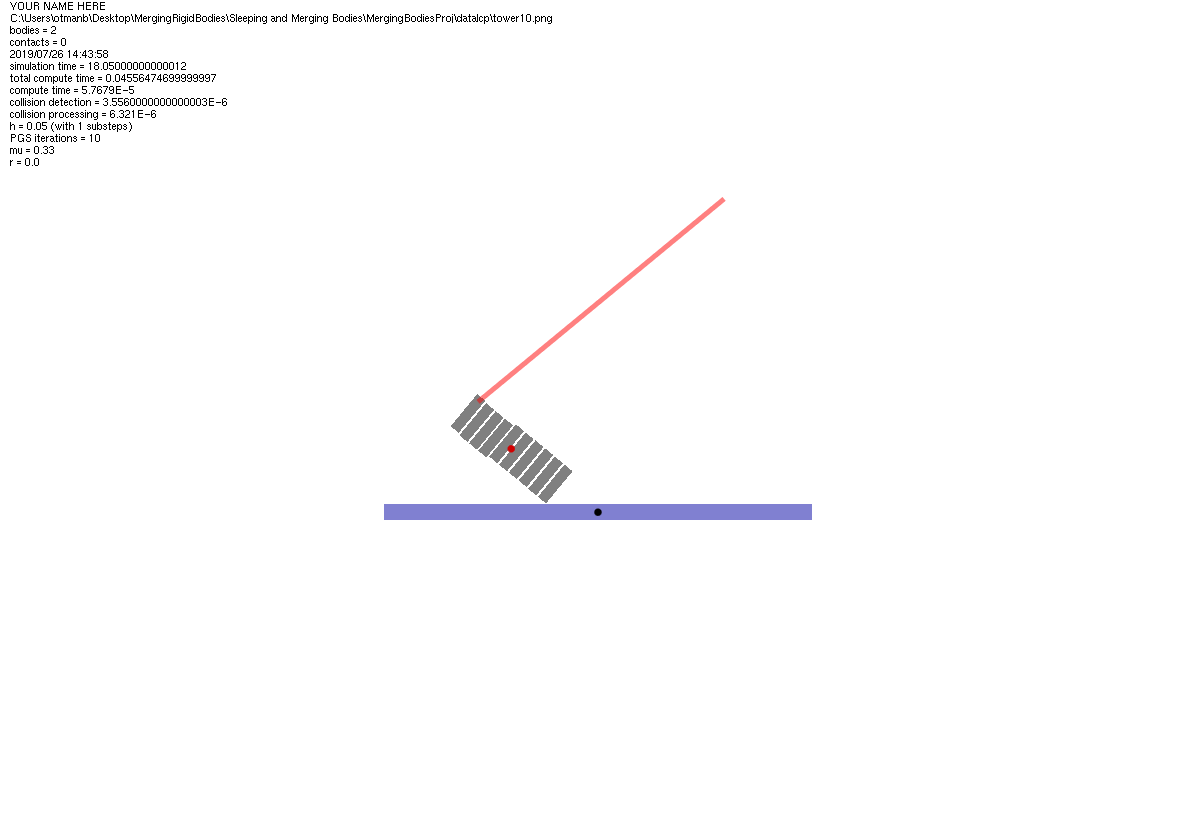 YOUR NAME HERE
C:\Users\otmanb\Desktop\MergingRigidBodies\Sleeping and Merging Bodies\MergingBodiesProj\datalcp\tower10.png
bodies = 2
contacts = 0
2019/07/26 14:43:58
simulation time = 18.05000000000012
total compute time = 0.04556474699999997
compute time = 5.7679E-5
collision detection = 3.5560000000000003E-6
collision processing = 6.321E-6
h = 0.05 (with 1 substeps)
PGS iterations = 10
mu = 0.33
r = 0.0